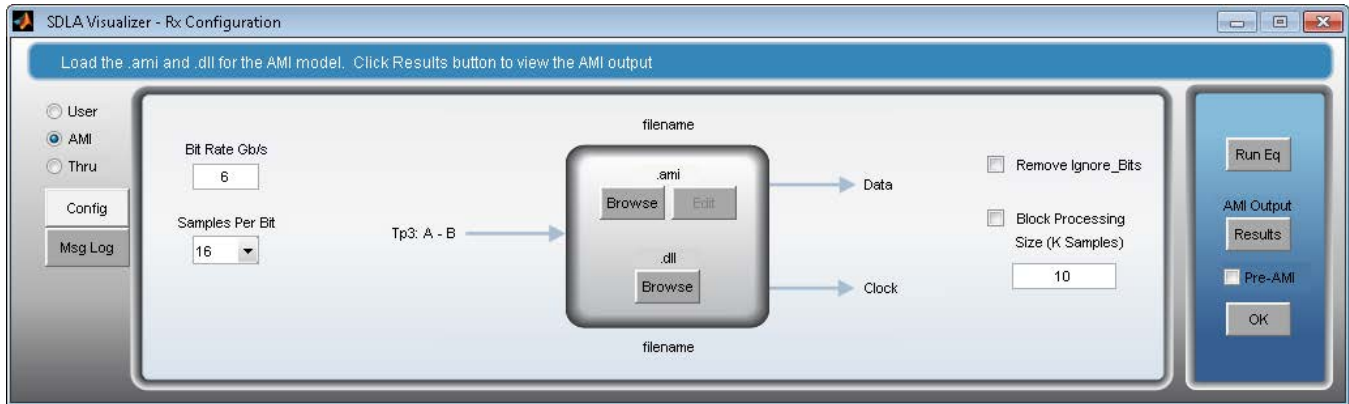 SDLA Visualizer - Rx Configuration
Load the .ami and .dll for the AMI model. Click Results button to view the AMI output
User
AMI
Thru
Config
Msg Log
Bit Rate Gb/s
6
Samples Per Bit
16
Tp3: A - B
filename
.ami
Browse
Edit
.dll
Browse
filename
Data
Clock
Remove Ignore_Bits
Block Processing
Size (K Samples)
10
Run Eq
AMI Output
Results
Pre-AMI
OK